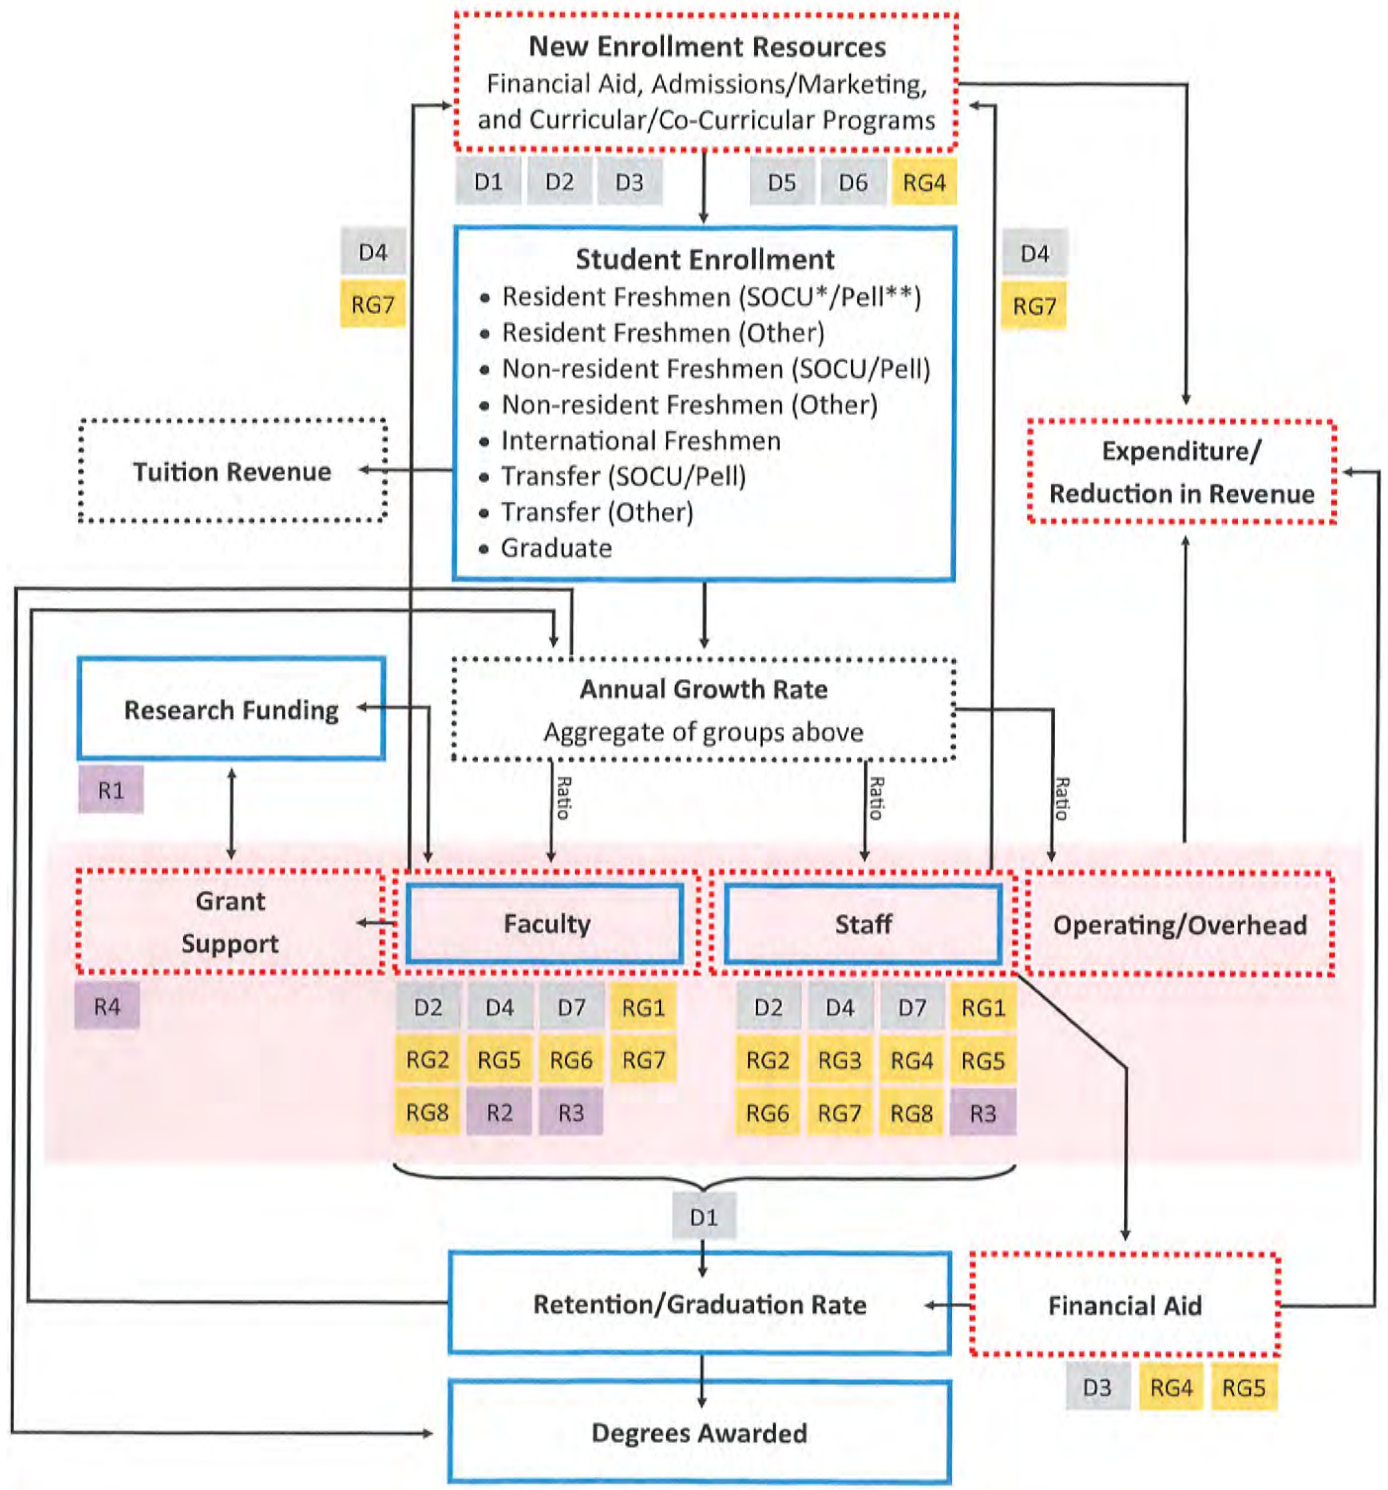 New Enrollment Resources
Financial Aid, Admissions/Marketing,
and Curricular/Co-Curricular Programs
D1 D2 D3 D5 D6 RG4
D4
RG7
D4
RG7
Student Enrollment
• Resident Freshmen (SOCU*/Pell**)
• Resident Freshmen (Other)
• Non-resident Freshmen (SOCU/Pell)
• Non-resident Freshmen (Other)
• International Freshmen
• Transfer (SOCU/Pell)
• Transfer (Other)
• Graduate
Tuition Revenue
Expenditure/
Reduction in Revenue
Research Funding
R1
Annual Growth Rate
Aggregate of groups above
Ratio
Ratio
Ratio
Grant
Support
R4
Faculty
D2 D4 D7 RG1
RG2 RG5 RG6 RG7
RG8 R2 R3
Staff
D2 D4 D7 RG1
RG2 RG3 RG4 RG5
RG6 RG7 RG8 R3
Operating/Overhead
D1
Retention/Graduation Rate
Financial Aid
D3 RG4 RG5
Degrees Awarded